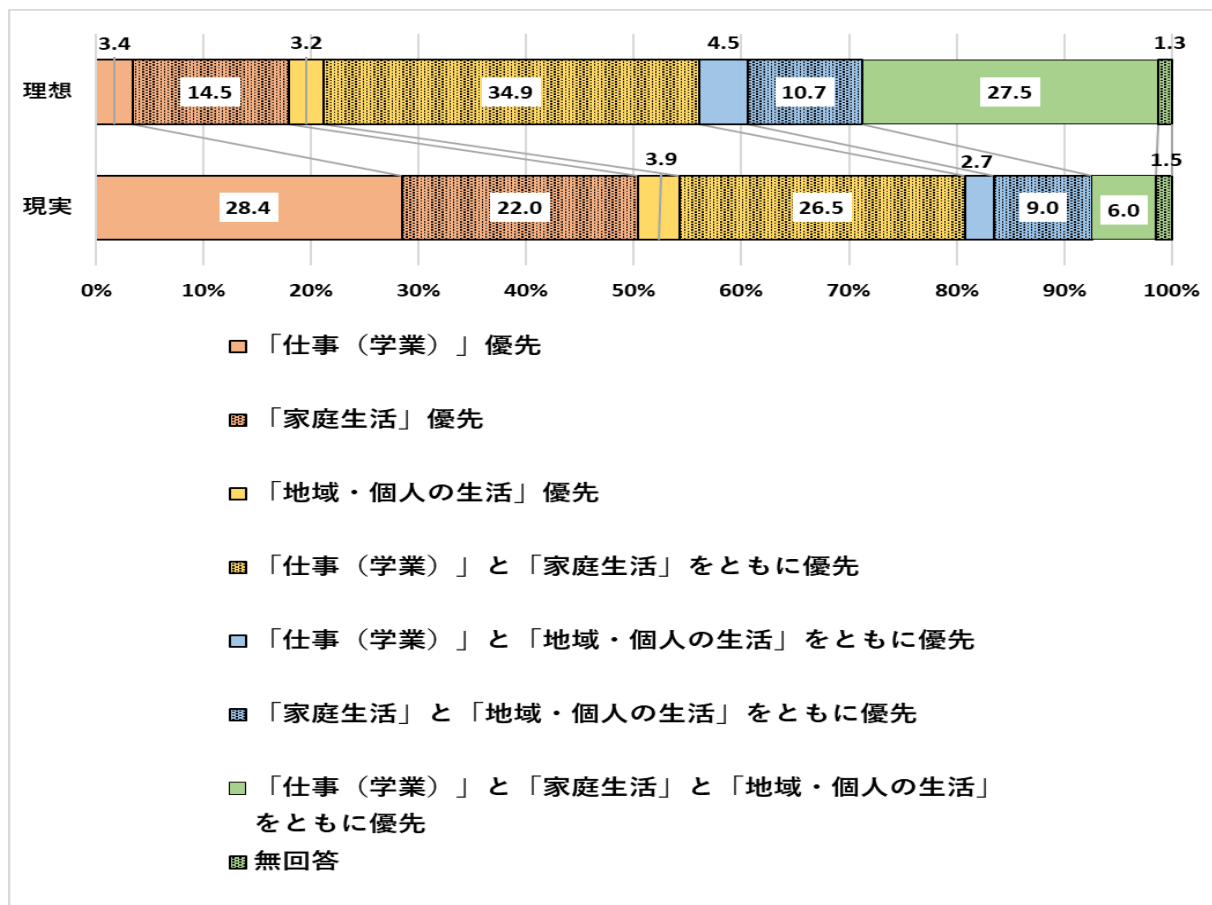 3.4 3.2 4.5 1.3
理想 14.5 34.9 10.7 27.5
3.9 2.7 1.5
現実 28.4 22.0 26.5 9.0 6.0
0% 10% 20% 30% 40% 50% 60% 70% 80% 90% 100%
「仕事（学業）」優先
「家庭生活」優先
「地域・個人の生活」優先
「仕事（学業）」と「家庭生活」をともに優先
「仕事（学業）」と「地域・個人の生活」をともに優先
「家庭生活」と「地域・個人の生活」をともに優先
「仕事（学業）」と「家庭生活」と「地域・個人の生活」
をともに優先
無回答